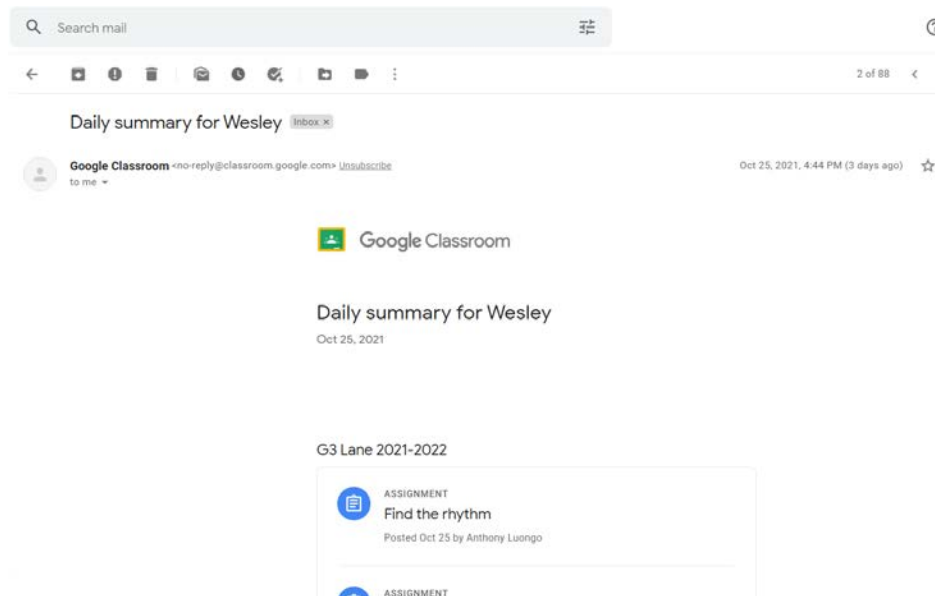 Search mail
2 of 88
Daily summary for Wesley Inbox ×
Google Classroom <no-reply@classroom.google.com> Unsubscribe
Oct 25, 2021, 4:44 PM (3 days ago)
to me
Google Classroom
Daily summary for Wesley
Oct 25, 2021
G3 Lane 2021-2022
ASSIGNMENT
Find the rhythm
Posted Oct 25 by Anthony Luongo
ASSIGNMENT